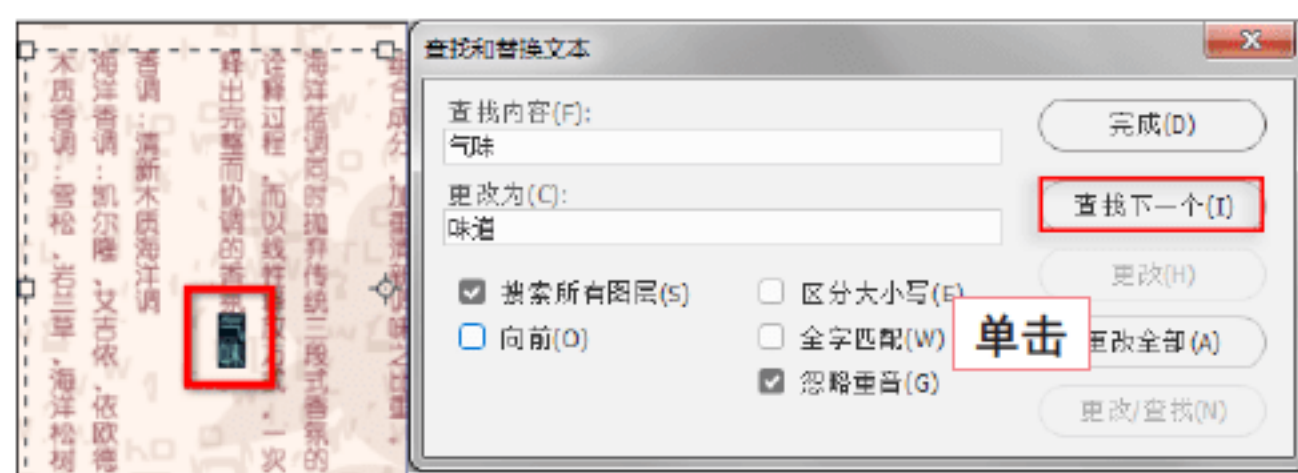 海洋蓝调同时抛弃传统三段式香氛的
诠释过程，而以线性
一次
释出完整而协调的香氛
香调：清新木质海洋调
海洋香调：凯尔隆、艾吉依、依欧德
木质香调：雪松、岩兰草、海洋松树
查找和替换文本
查找内容(F):
气味
完成(D)
更改为(C):
味道
查找下一个(I)
更改(H)
搜索所有图层(S)
区分大小写(E)
向前(O)
全字匹配(W)
单击
更改全部(A)
忽略重音(G)
更改/查找(N)